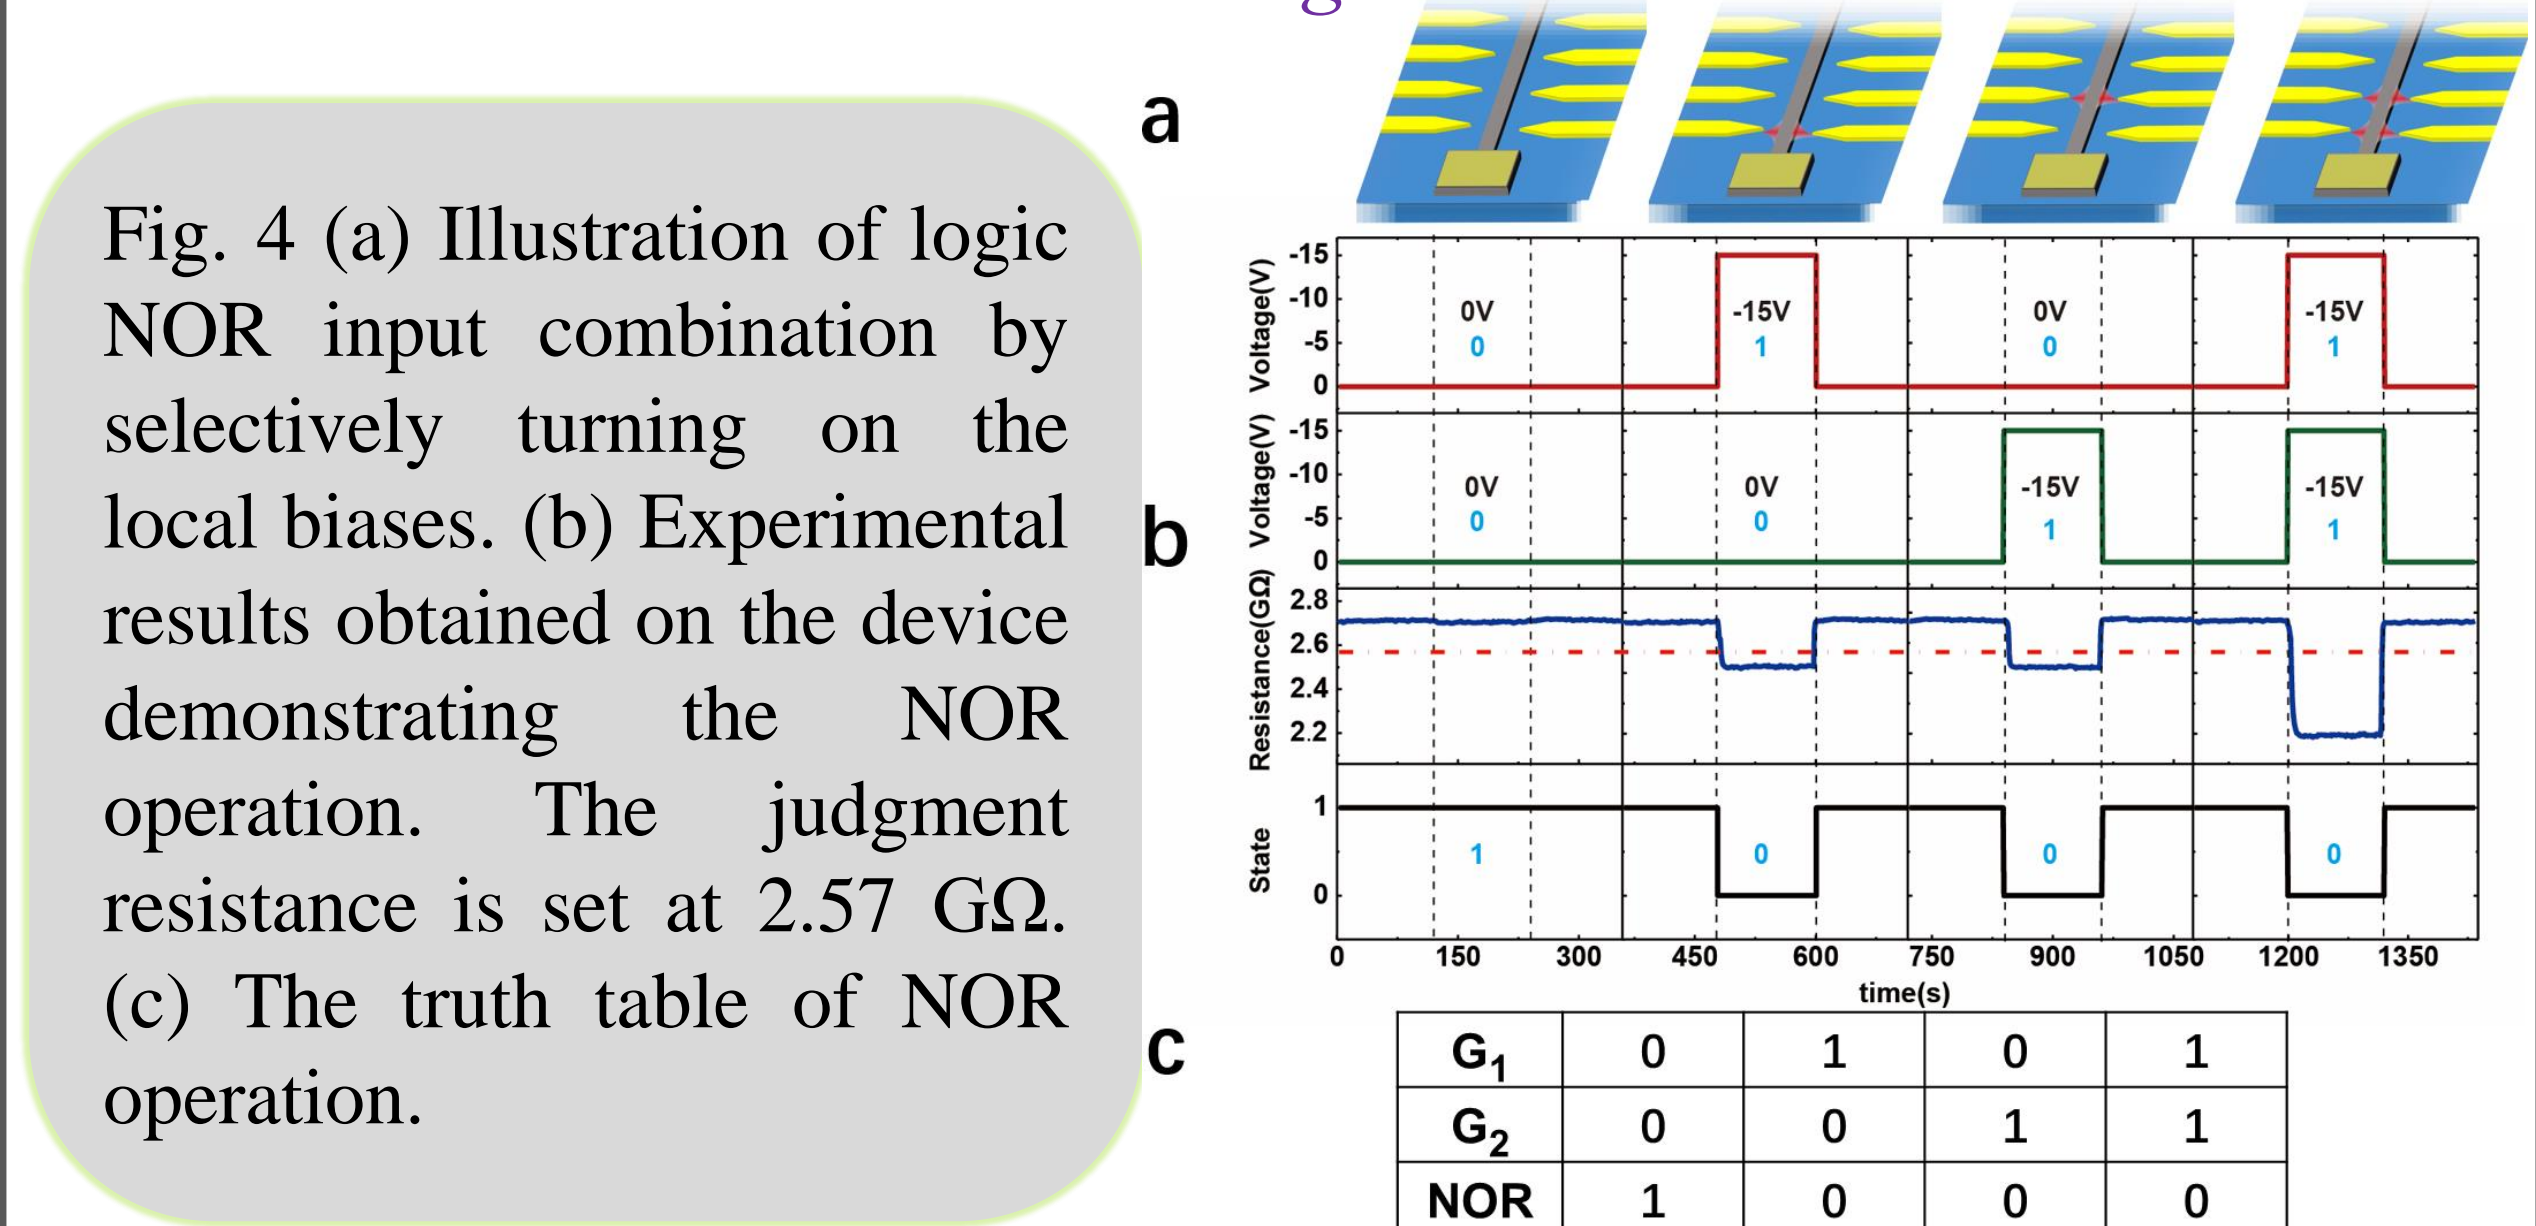 g
Fig. 4 (a) Illustration of logic
NOR input combination by
selectively turning on the
local biases. (b) Experimental
results obtained on the device
demonstrating the NOR
operation. The judgment
resistance is set at 2.57 GΩ.
(c) The truth table of NOR
operation.
a
b
Voltage(V)
-15
-10
-5
0
0V -15V 0V -15V
0 1 0 1
Voltage(V)
-15
-10
-5
0
0V 0V -15V -15V
0 0 1 1
Resistance(GΩ)
2.8
2.6
2.4
2.2
State
1
0
1 0 0 0
0 150 300 450 600 750 900 1050 1200 1350
time(s)
c
G₁ 0 1 0 1
G₂ 0 0 1 1
NOR 1 0 0 0